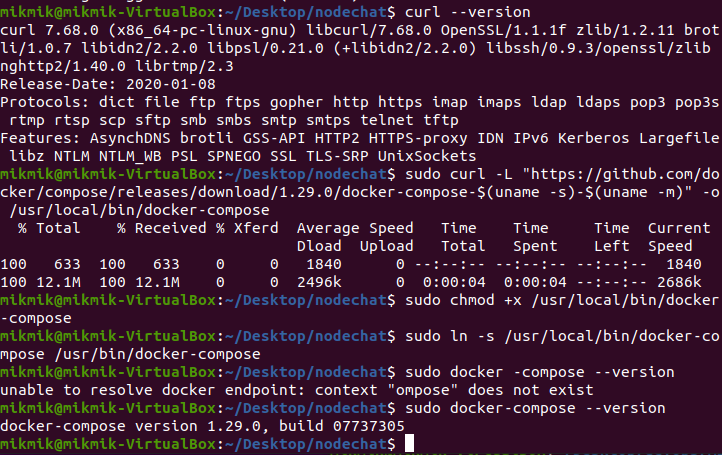 mikmik@mikmik-VirtualBox:~/Desktop/nodechat$ curl --version
curl 7.68.0 (x86_64-pc-linux-gnu) libcurl/7.68.0 OpenSSL/1.1.1f zlib/1.2.11 brot
li/1.0.7 libidn2/2.2.0 libpsl/0.21.0 (+libidn2/2.2.0) libssh/0.9.3/openssl/zlib
nghttp2/1.40.0 librtmp/2.3
Release-Date: 2020-01-08
Protocols: dict file ftp ftps gopher http https imap imaps ldap ldaps pop3 pop3s
 rtmp rtsp scp sftp smb smbs smtp smtps telnet tftp
Features: AsynchDNS brotli GSS-API HTTP2 HTTPS-proxy IDN IPv6 Kerberos Largefile
 libz NTLM NTLM_WB PSL SPNEGO SSL TLS-SRP UnixSockets
mikmik@mikmik-VirtualBox:~/Desktop/nodechat$ sudo curl -L "https://github.com/do
cker/compose/releases/download/1.29.0/docker-compose-$(uname -s)-$(uname -m)" -o
 /usr/local/bin/docker-compose
  % Total    % Received % Xferd  Average Speed   Time    Time     Time  Current
                                 Dload  Upload   Total   Spent    Left  Speed
100   633  100   633    0     0   1840      0 --:--:-- --:--:-- --:--:--  1840
100 12.1M  100 12.1M    0     0  2496k      0  0:00:04  0:00:04 --:--:-- 2686k
mikmik@mikmik-VirtualBox:~/Desktop/nodechat$ sudo chmod +x /usr/local/bin/docker
-compose
mikmik@mikmik-VirtualBox:~/Desktop/nodechat$ sudo ln -s /usr/local/bin/docker-co
mpose /usr/bin/docker-compose
mikmik@mikmik-VirtualBox:~/Desktop/nodechat$ sudo docker -compose --version
unable to resolve docker endpoint: context "ompose" does not exist
mikmik@mikmik-VirtualBox:~/Desktop/nodechat$ sudo docker-compose --version
docker-compose version 1.29.0, build 07737305
mikmik@mikmik-VirtualBox:~/Desktop/nodechat$